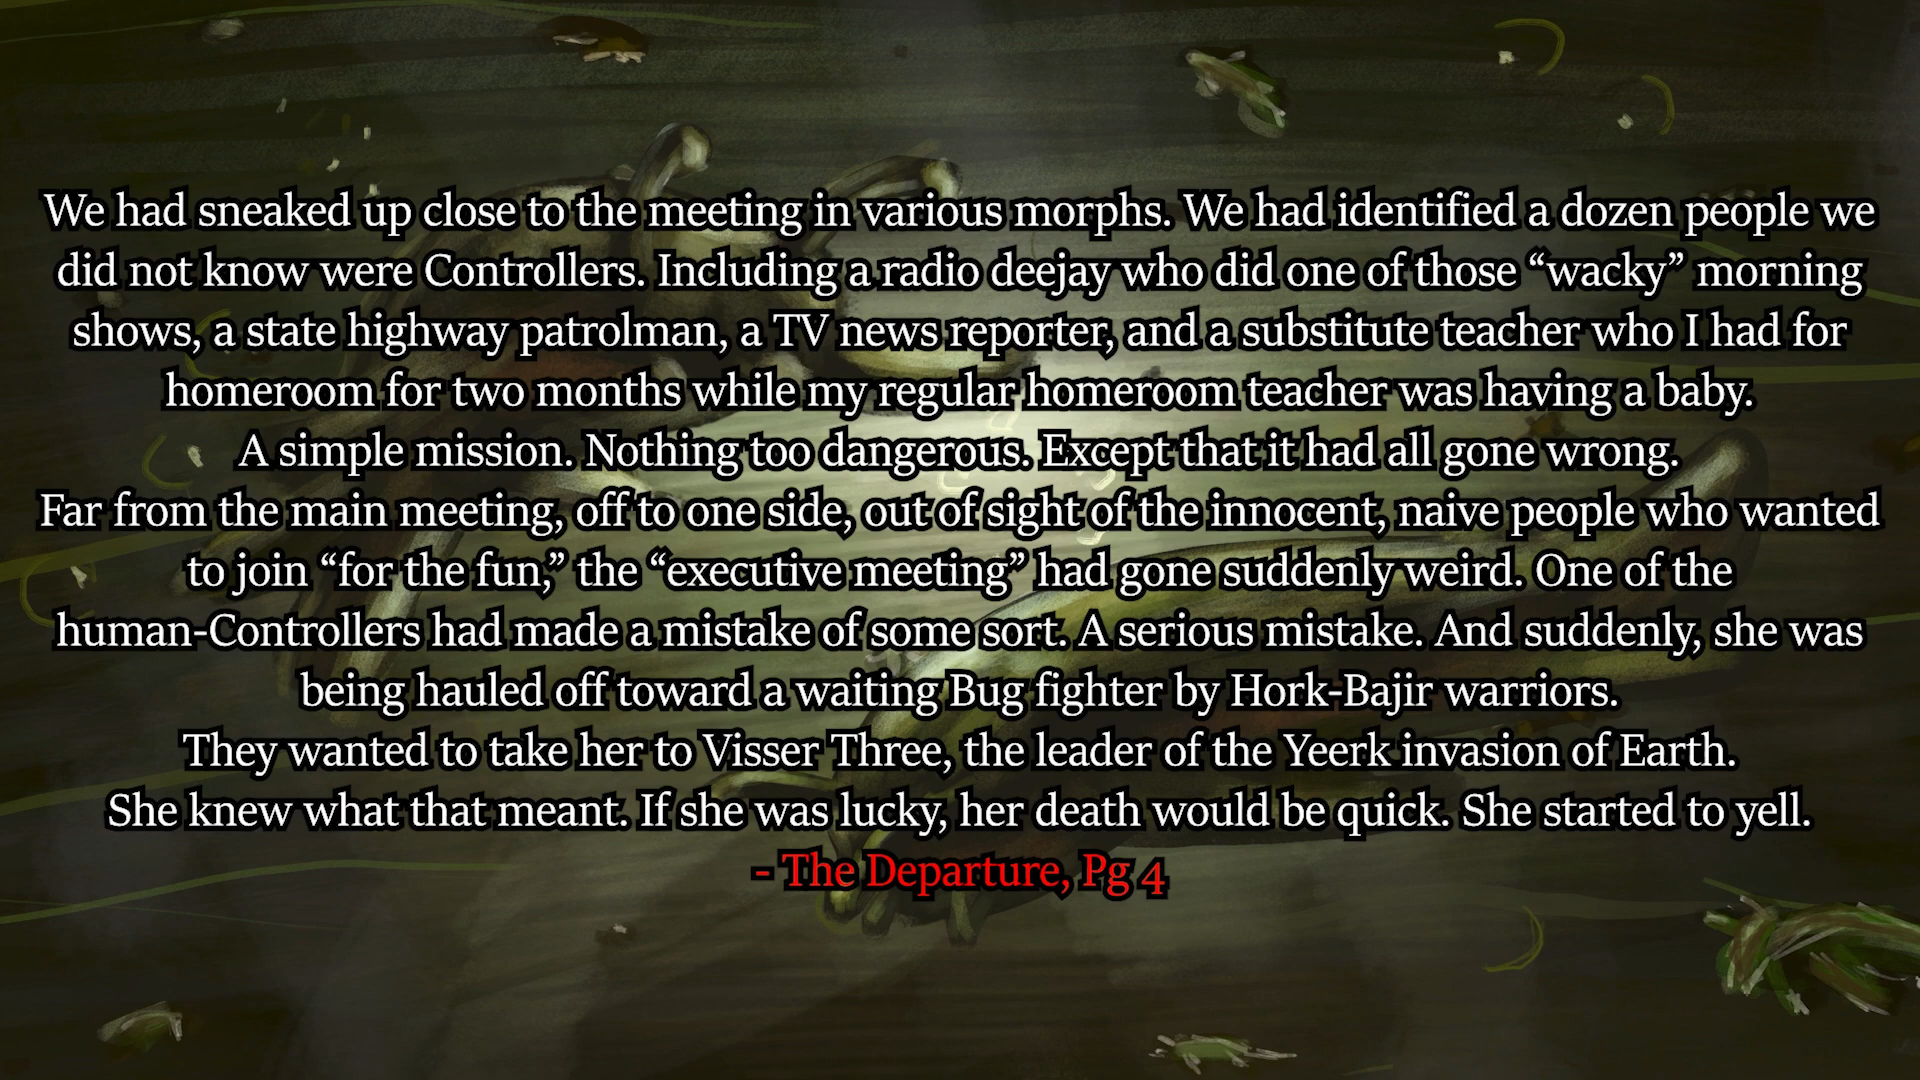 We had sneaked up close to the meeting in various morphs. We had identified a dozen people we
did not know were Controllers. Including a radio deejay who did one of those “wacky” morning
shows, a state highway patrolman, a TV news reporter, and a substitute teacher who I had for
homeroom for two months while my regular homeroom teacher was having a baby.
A simple mission. Nothing too dangerous. Except that it had all gone wrong.
Far from the main meeting, off to one side, out of sight of the innocent, naive people who wanted
to join “for the fun,” the “executive meeting” had gone suddenly weird. One of the
human-Controllers had made a mistake of some sort. A serious mistake. And suddenly, she was
being hauled off toward a waiting Bug fighter by Hork-Bajir warriors.
They wanted to take her to Visser Three, the leader of the Yeerk invasion of Earth.
She knew what that meant. If she was lucky, her death would be quick. She started to yell.
- The Departure, Pg 4